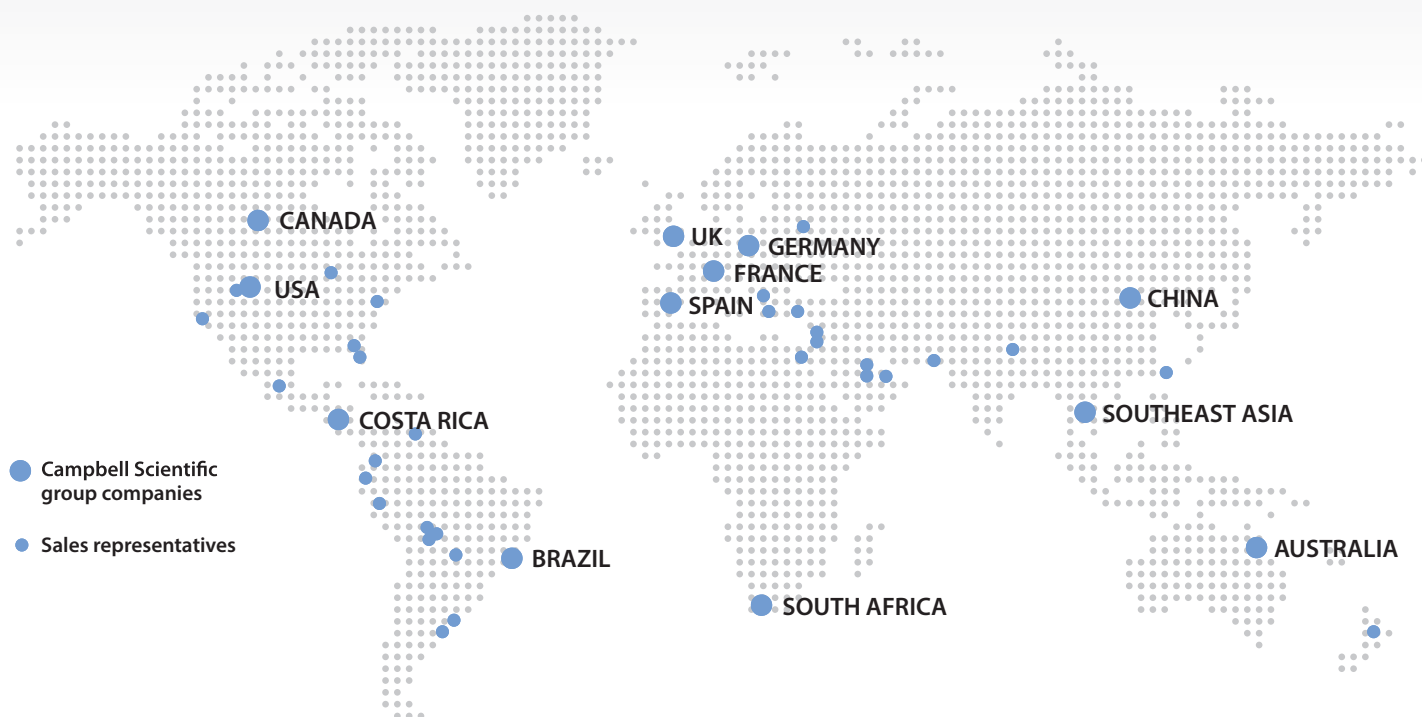 CANADA
UK
GERMANY
FRANCE
USA
SPAIN
CHINA
COSTA RICA
SOUTHEAST ASIA
Campbell Scientific
group companies
Sales representatives
BRAZIL
AUSTRALIA
SOUTH AFRICA